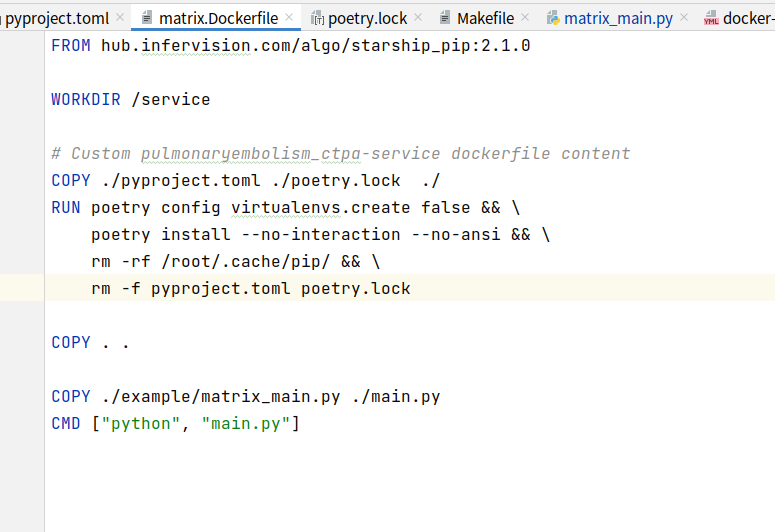 pyproject.toml matrix.Dockerfile poetry.lock Makefile matrix_main.py docker-
FROM hub.infervision.com/algo/starship_pip:2.1.0
WORKDIR /service
# Custom pulmonaryembolism_ctpa-service dockerfile content
COPY ./pyproject.toml ./poetry.lock  ./
RUN poetry config virtualenvs.create false && \
    poetry install --no-interaction --no-ansi && \
    rm -rf /root/.cache/pip/ && \
    rm -f pyproject.toml poetry.lock
COPY . .
COPY ./example/matrix_main.py ./main.py
CMD ["python", "main.py"]